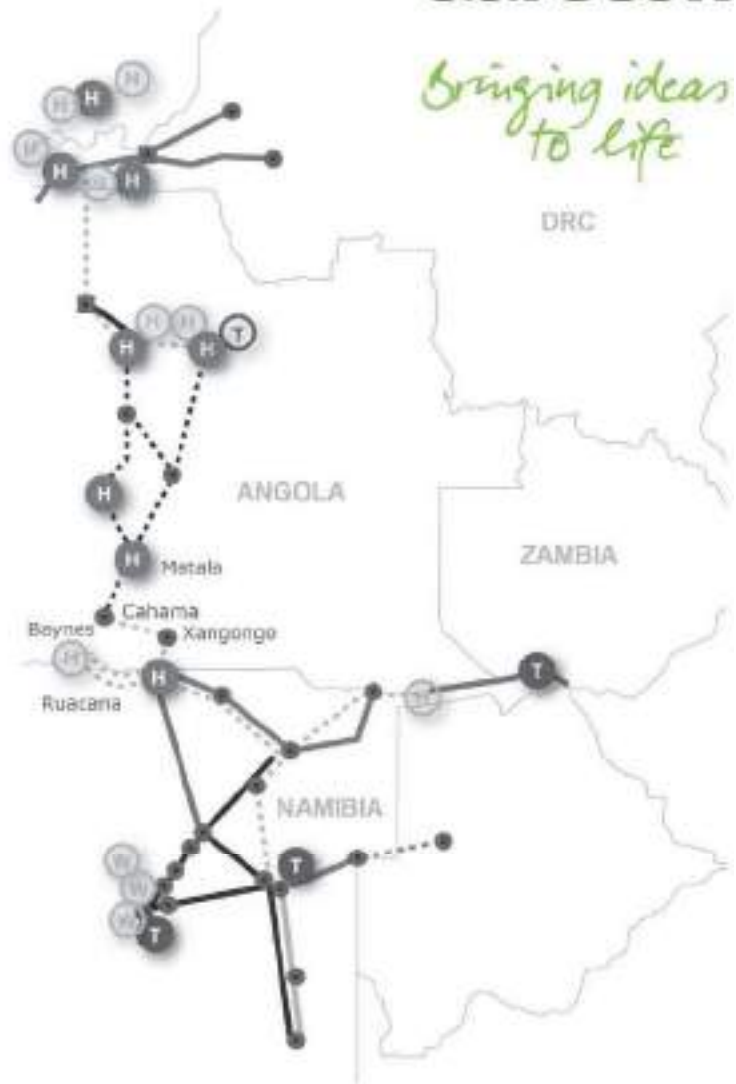 Bringing ideas
to life
H
H
H
H
H
DRC
H
H
T
H
H
H
ANGOLA
H
ZAMBIA
Matala
Cahama
Baynes
Xangongo
H
H
T
Ruacana
NAMIBIA
T
W
W
W
T